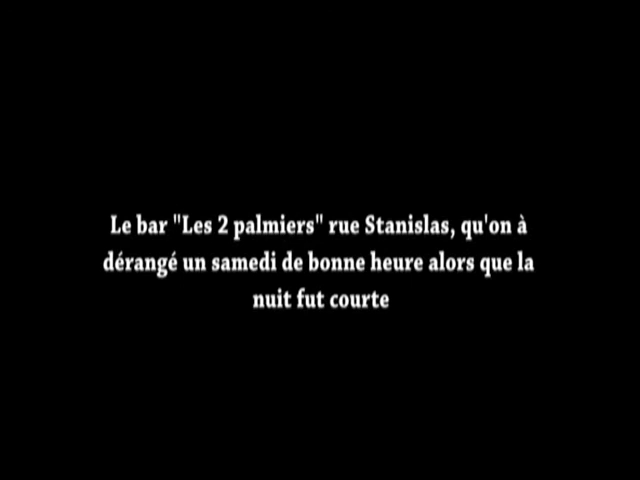 Le bar "Les 2 palmiers" rue Stanislas, qu'on à
dérangé un samedi de bonne heure alors que la
nuit fut courte